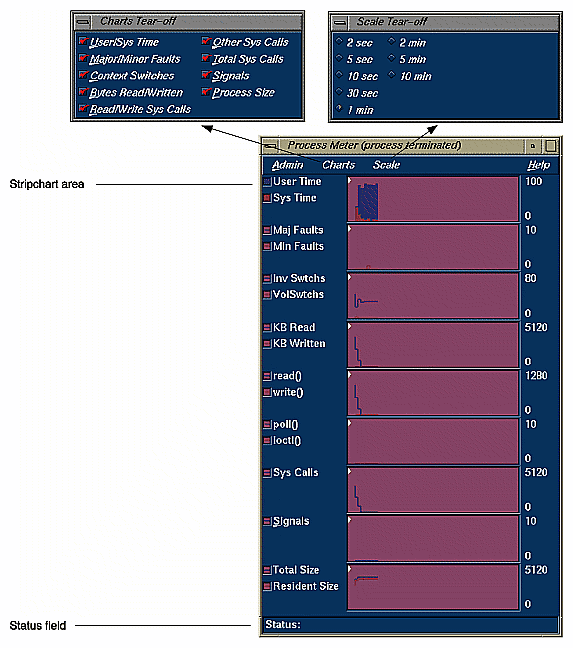 Charts Tear-off
User/Sys Time
Other Sys Calls
Major/Minor Faults
Total Sys Calls
Context Switches
Signals
Bytes Read/Written
Process Size
Read/Write Sys Calls
Scale Tear-off
2 sec
2 min
5 sec
5 min
10 sec
10 min
30 sec
1 min
Process Meter (process terminated)
Admin Charts Scale Help
Stripchart area
User Time
100
Sys Time
0
Maj Faults
10
Min Faults
0
Inv Swtchs
80
VolSwtchs
0
KB Read
5120
KB Written
0
read()
1280
write()
0
poll()
10
ioctl()
0
Sys Calls
5120
0
Signals
10
0
Total Size
5120
Resident Size
0
Status field
Status: